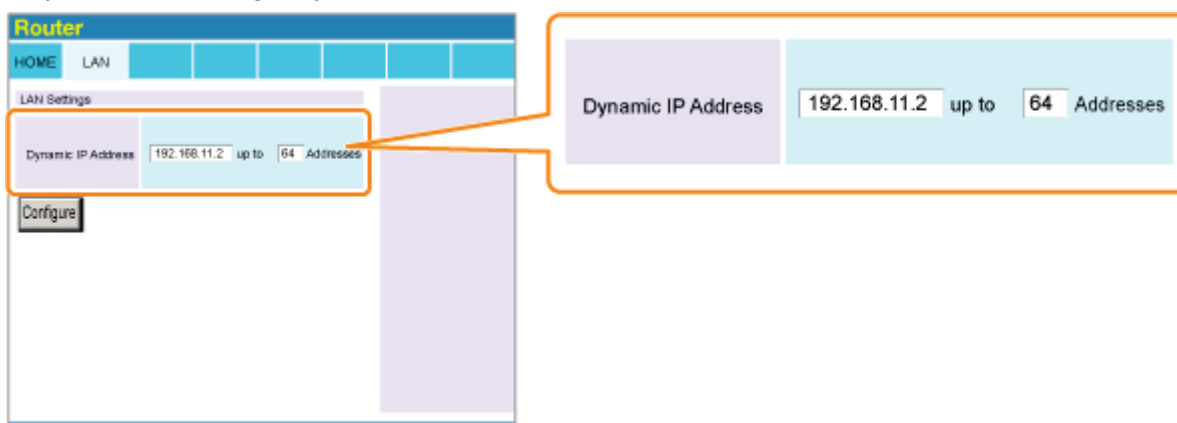 Router
HOME LAN
LAN Settings
Dynamic IP Address 192.168.11.2 up to 64 Addresses
Configure
Dynamic IP Address 192.168.11.2 up to 64 Addresses